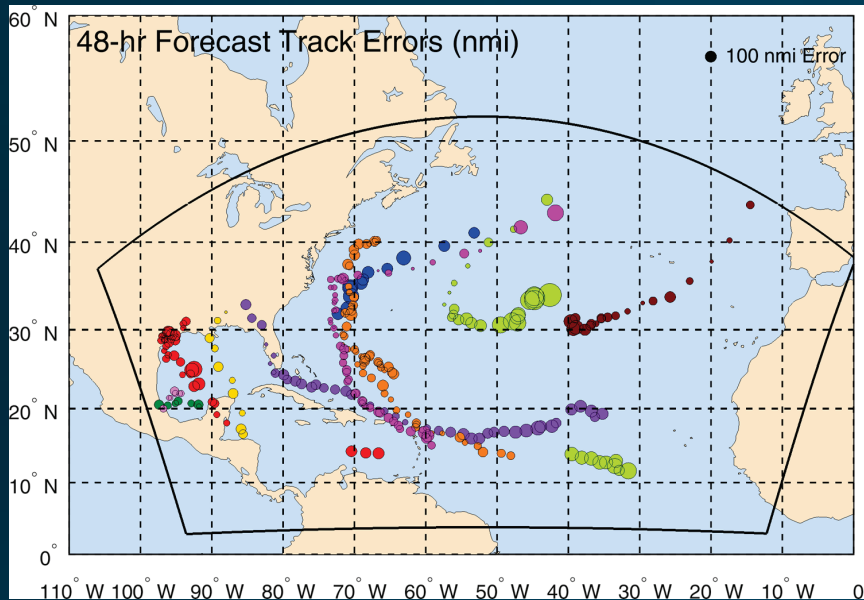 60° N
48-hr Forecast Track Errors (nmi)
100 nmi Error
50° N
40° N
30° N
20° N
10° N
0°
110° W 100° W 90° W 80° W 70° W 60° W 50° W 40° W 30° W 20° W 10° W 0